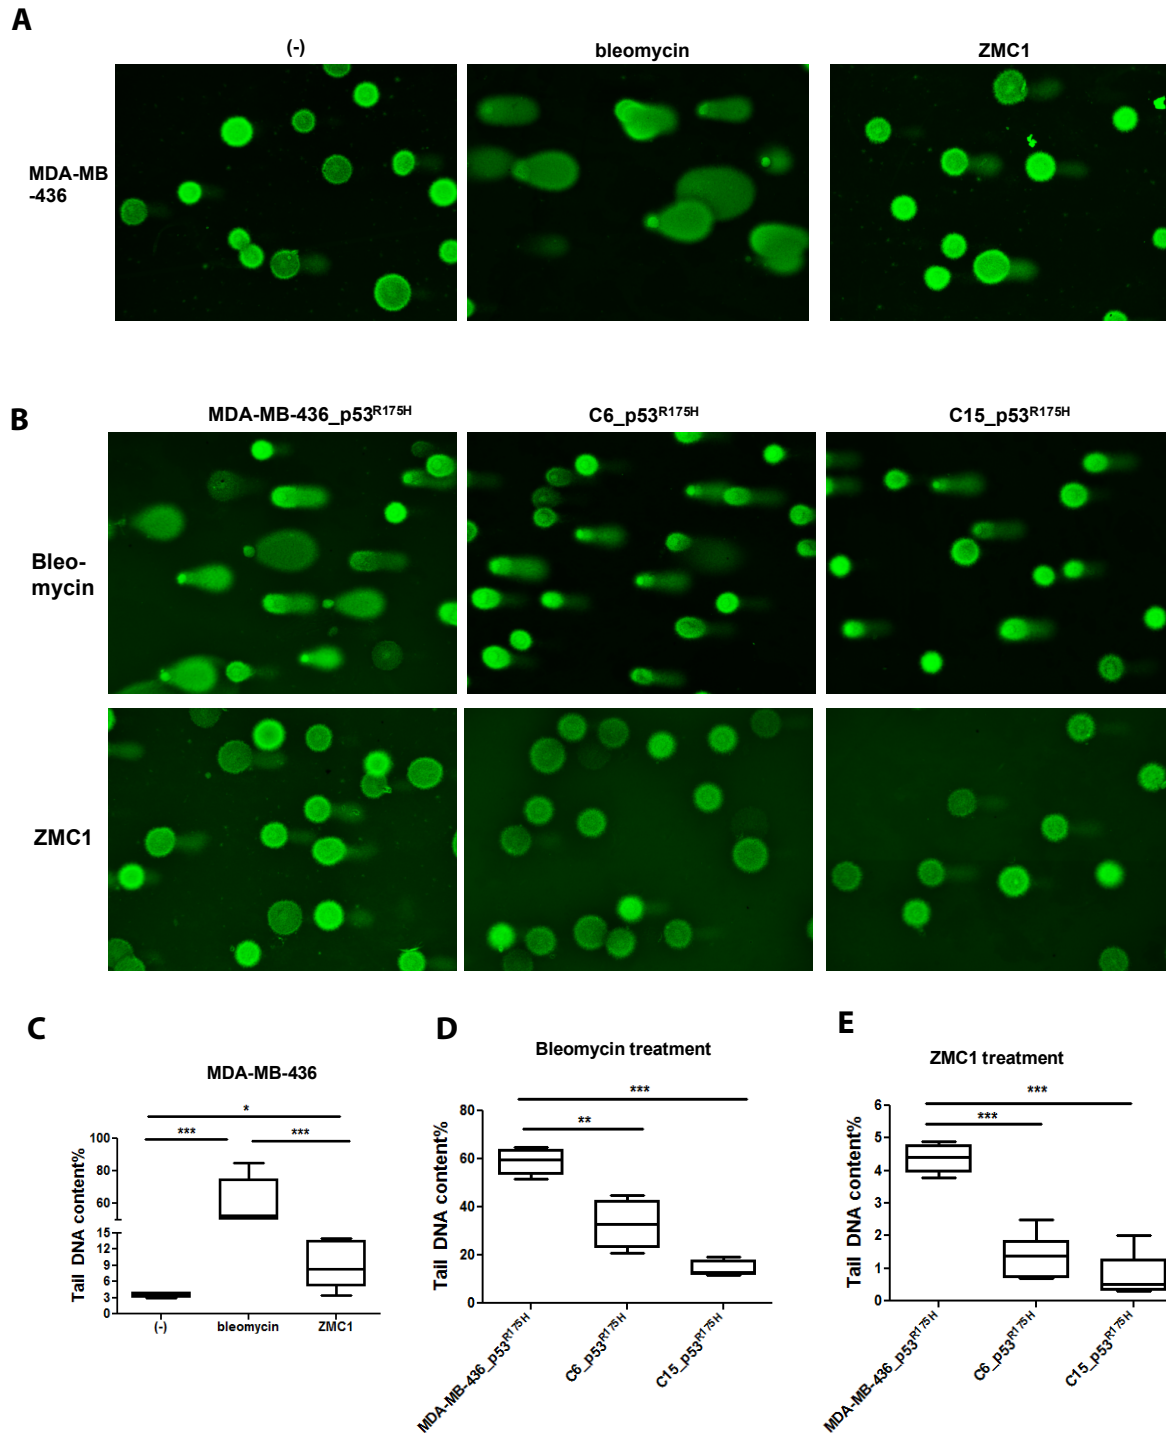 A
(-)
bleomycin
ZMC1
MDA-MB
-436
B
MDA-MB-436_p53R175H
C6_p53R175H
C15_p53R175H
Bleo-
mycin
ZMC1
C
MDA-MB-436
*
***
***
Tail DNA content%
100
80
60
15
12
9
6
3
0
(-)
bleomycin
ZMC1
D
Bleomycin treatment
***
**
Tail DNA content%
80
60
40
20
0
MDA-MB-436_p53R175H
C6_p53R175H
C15_p53R175H
E
ZMC1 treatment
***
***
Tail DNA content%
6
5
4
3
2
1
0
MDA-MB-436_p53R175H
C6_p53R175H
C15_p53R175H